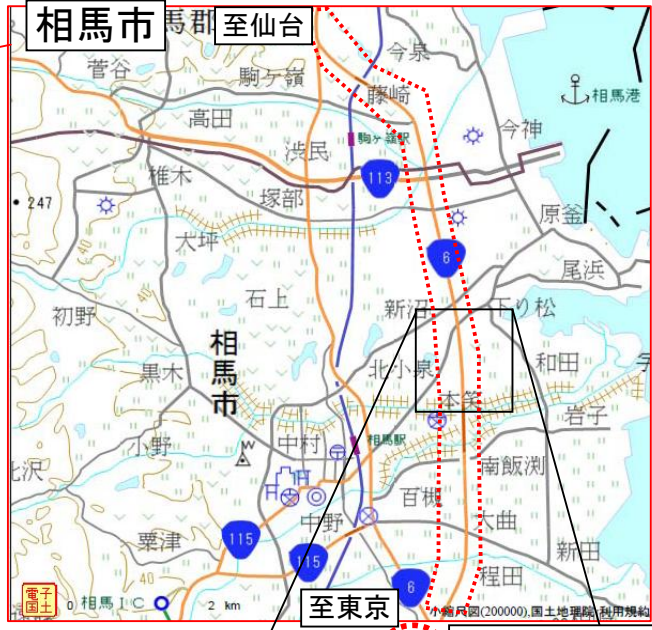 相馬市
馬郡
至仙台
今泉
菅谷
駒ケ嶺
藤崎
相馬港
高田
駒ヶ嶺駅
今神
渋民
113
椎木
247
塚部
原釜
大坪
6
尾浜
石上
新沼
下り松
初野
相馬市
北小泉
和田
黒木
本笑
岩子
小野
中村
相馬駅
南飯渕
北沢
百槻
115
中野
大曲
粟津
115
新田
程田
6
電子国土
0
相馬IC
2 km
至東京
小縮尺図(200000),国土地理院,利用規約